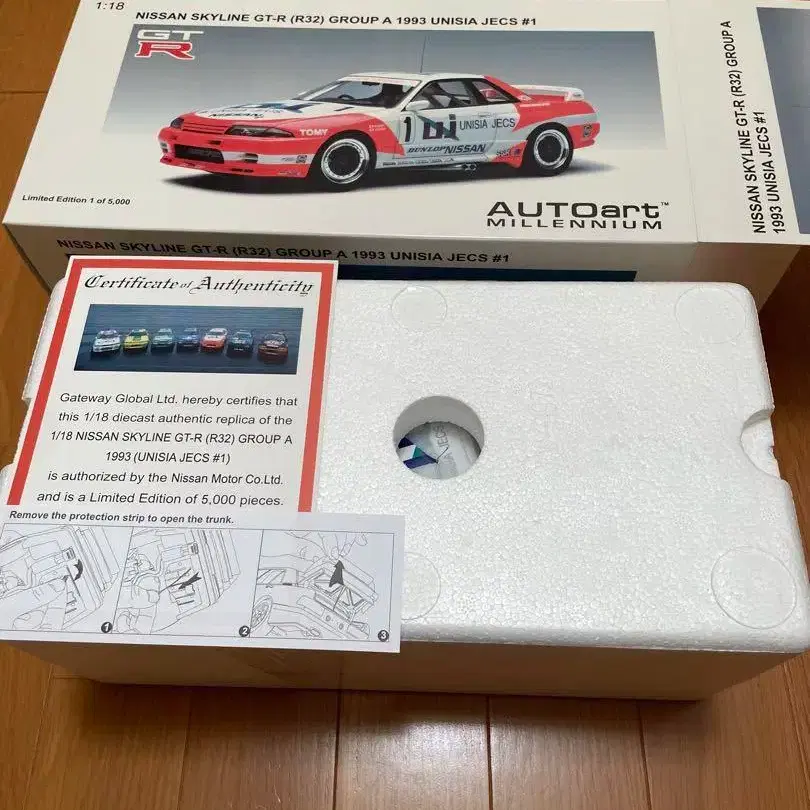 1:18
NISSAN SKYLINE GT-R (R32) GROUP A 1993 UNISIA JECS #1
GT
R
TOMY
1
UNISIA JECS
DUNLOP NISSAN
Limited Edition 1 of 5,000
AUTOart™
MILLENNIUM
NISSAN SKYLINE GT-R (R32) GROUP A
1993 UNISIA JECS #1
NISSAN SKYLINE GT-R (R32) GROUP A 1993 UNISIA JECS #1
Certificate of Authenticity
Gateway Global Ltd. hereby certifies that
this 1/18 diecast authentic replica of the
1/18 NISSAN SKYLINE GT-R (R32) GROUP A
1993 (UNISIA JECS #1)
is authorized by the Nissan Motor Co.Ltd.
and is a Limited Edition of 5,000 pieces.
Remove the protection strip to open the trunk.
1
2
3